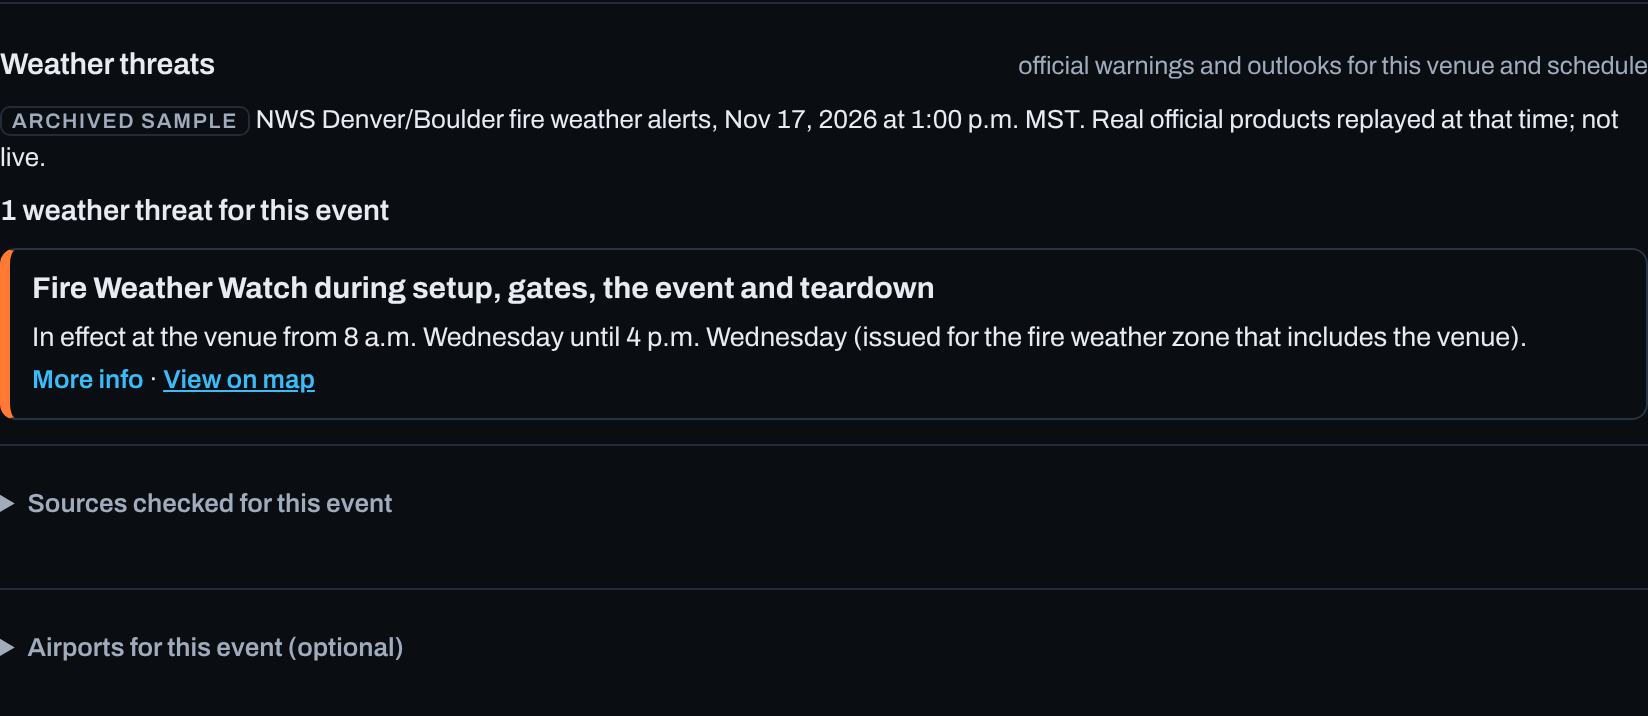 Weather threats
official warnings and outlooks for this venue and schedule
ARCHIVED SAMPLE NWS Denver/Boulder fire weather alerts, Nov 17, 2026 at 1:00 p.m. MST. Real official products replayed at that time; not
live.
1 weather threat for this event
Fire Weather Watch during setup, gates, the event and teardown
In effect at the venue from 8 a.m. Wednesday until 4 p.m. Wednesday (issued for the fire weather zone that includes the venue).
More info · View on map
Sources checked for this event
Airports for this event (optional)